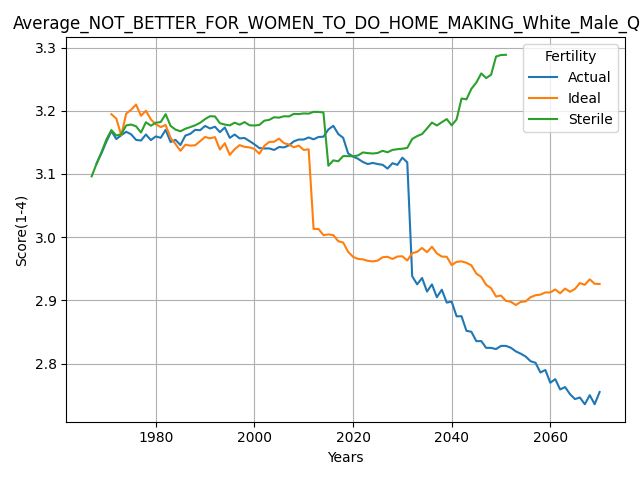 Average_NOT_BETTER_FOR_WOMEN_TO_DO_HOME_MAKING_White_Male_Q
3.3
3.2
3.1
3.0
2.9
2.8
Score(1-4)
Fertility
Actual
Ideal
Sterile
1980
2000
2020
2040
2060
Years